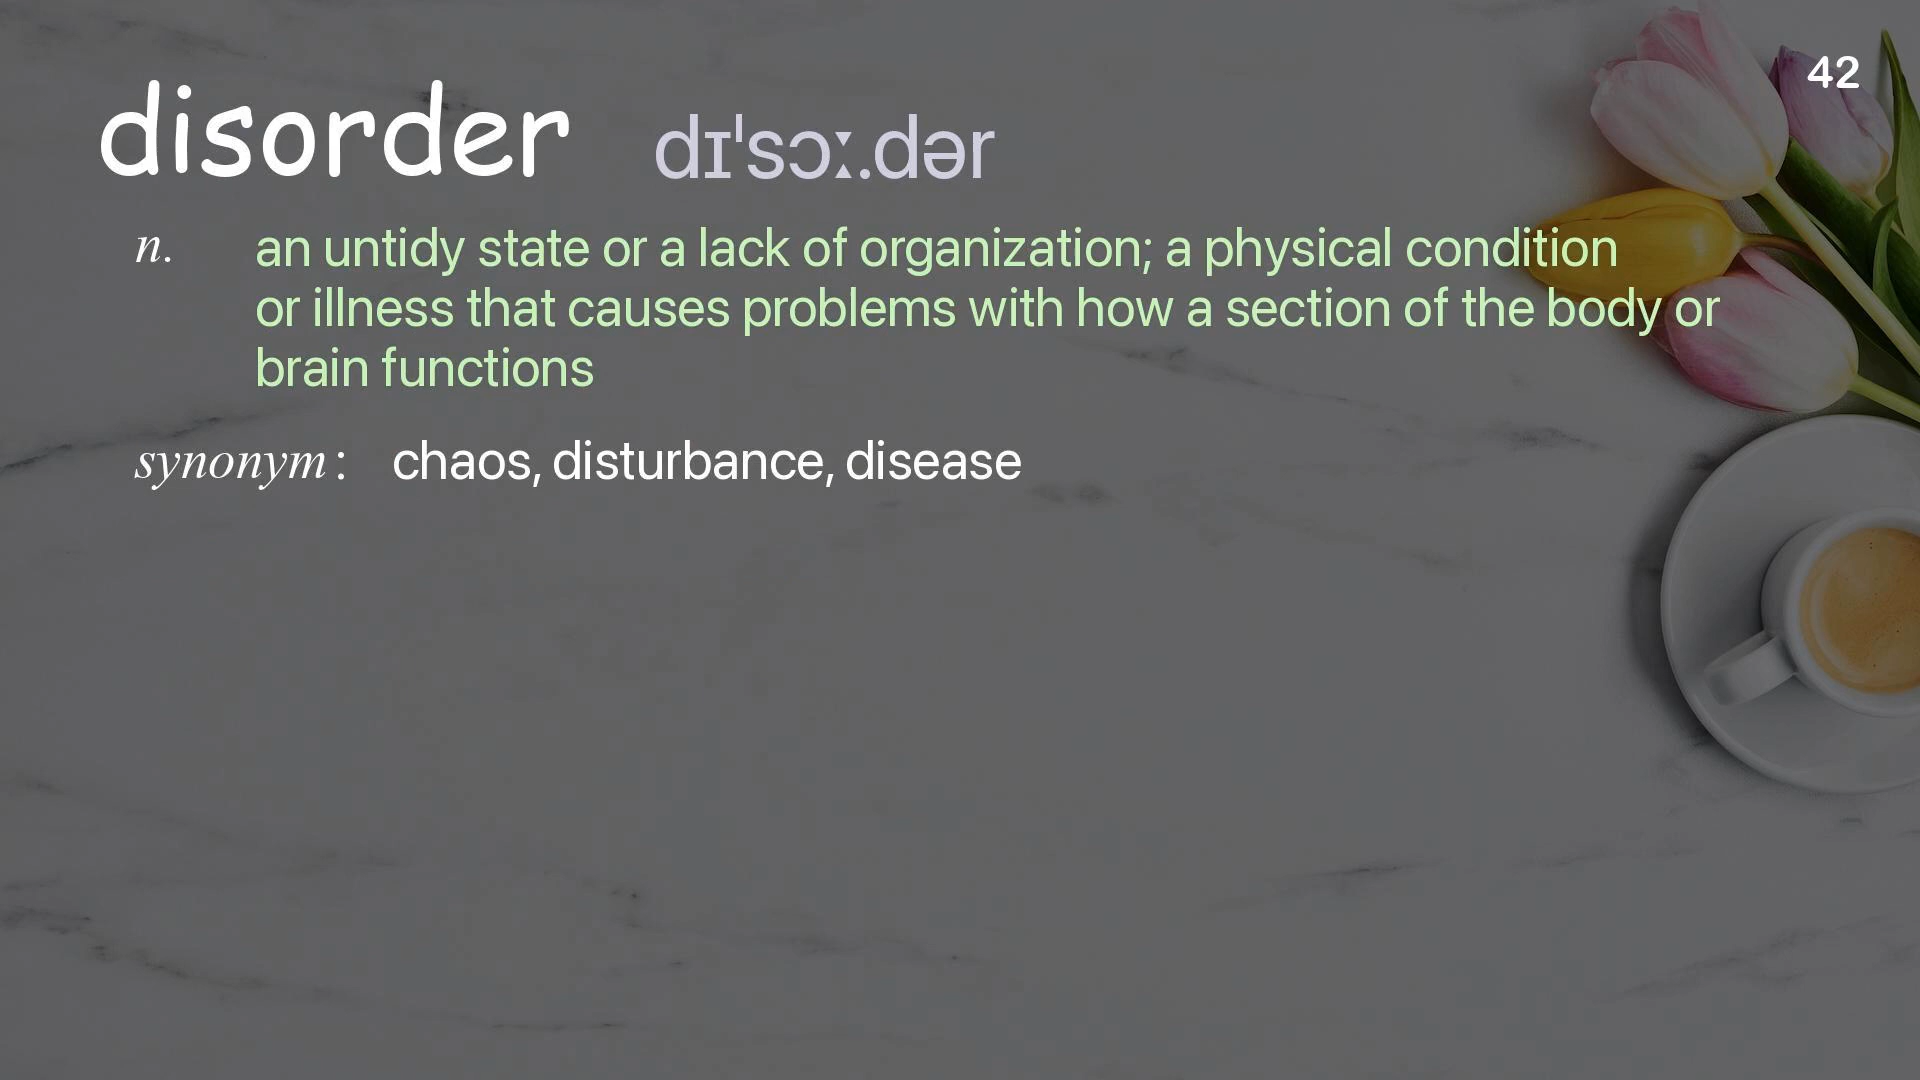 42
disorder dɪˈsɔː.dər
n. an untidy state or a lack of organization; a physical condition
or illness that causes problems with how a section of the body or
brain functions
synonym: chaos, disturbance, disease